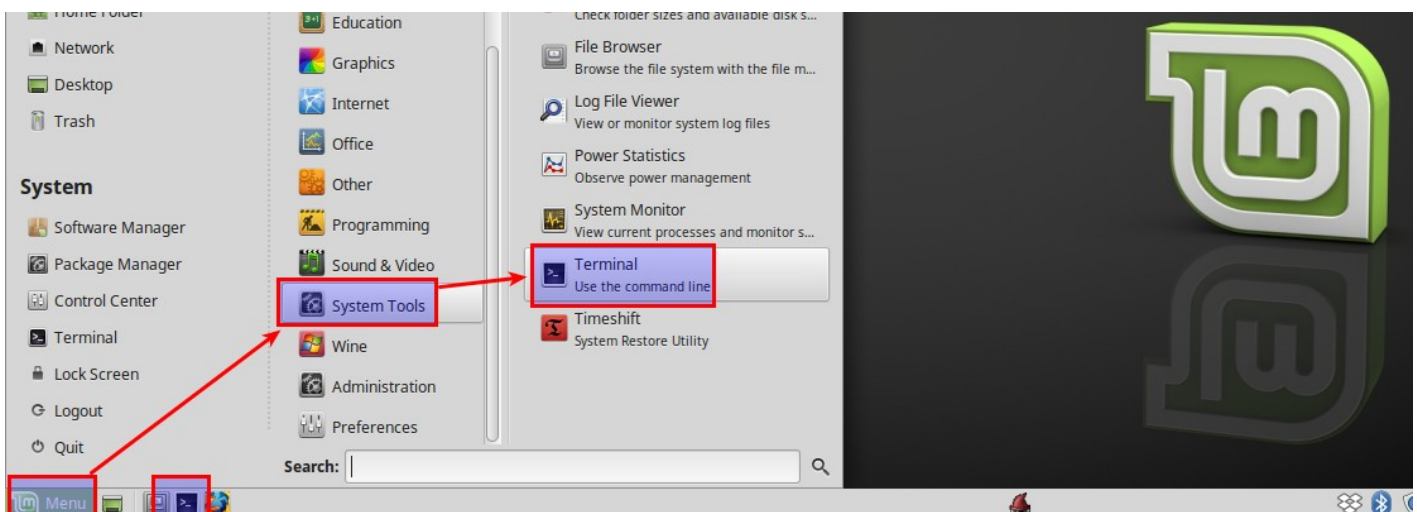 Home Folder
Network
Desktop
Trash
System
Software Manager
Package Manager
Control Center
Terminal
Lock Screen
Logout
Quit
Education
Graphics
Internet
Office
Other
Programming
Sound & Video
System Tools
Wine
Administration
Preferences
Check folder sizes and available disk s...
File Browser
Browse the file system with the file m...
Log File Viewer
View or monitor system log files
Power Statistics
Observe power management
System Monitor
View current processes and monitor s...
Terminal
Use the command line
Timeshift
System Restore Utility
Search:
Menu